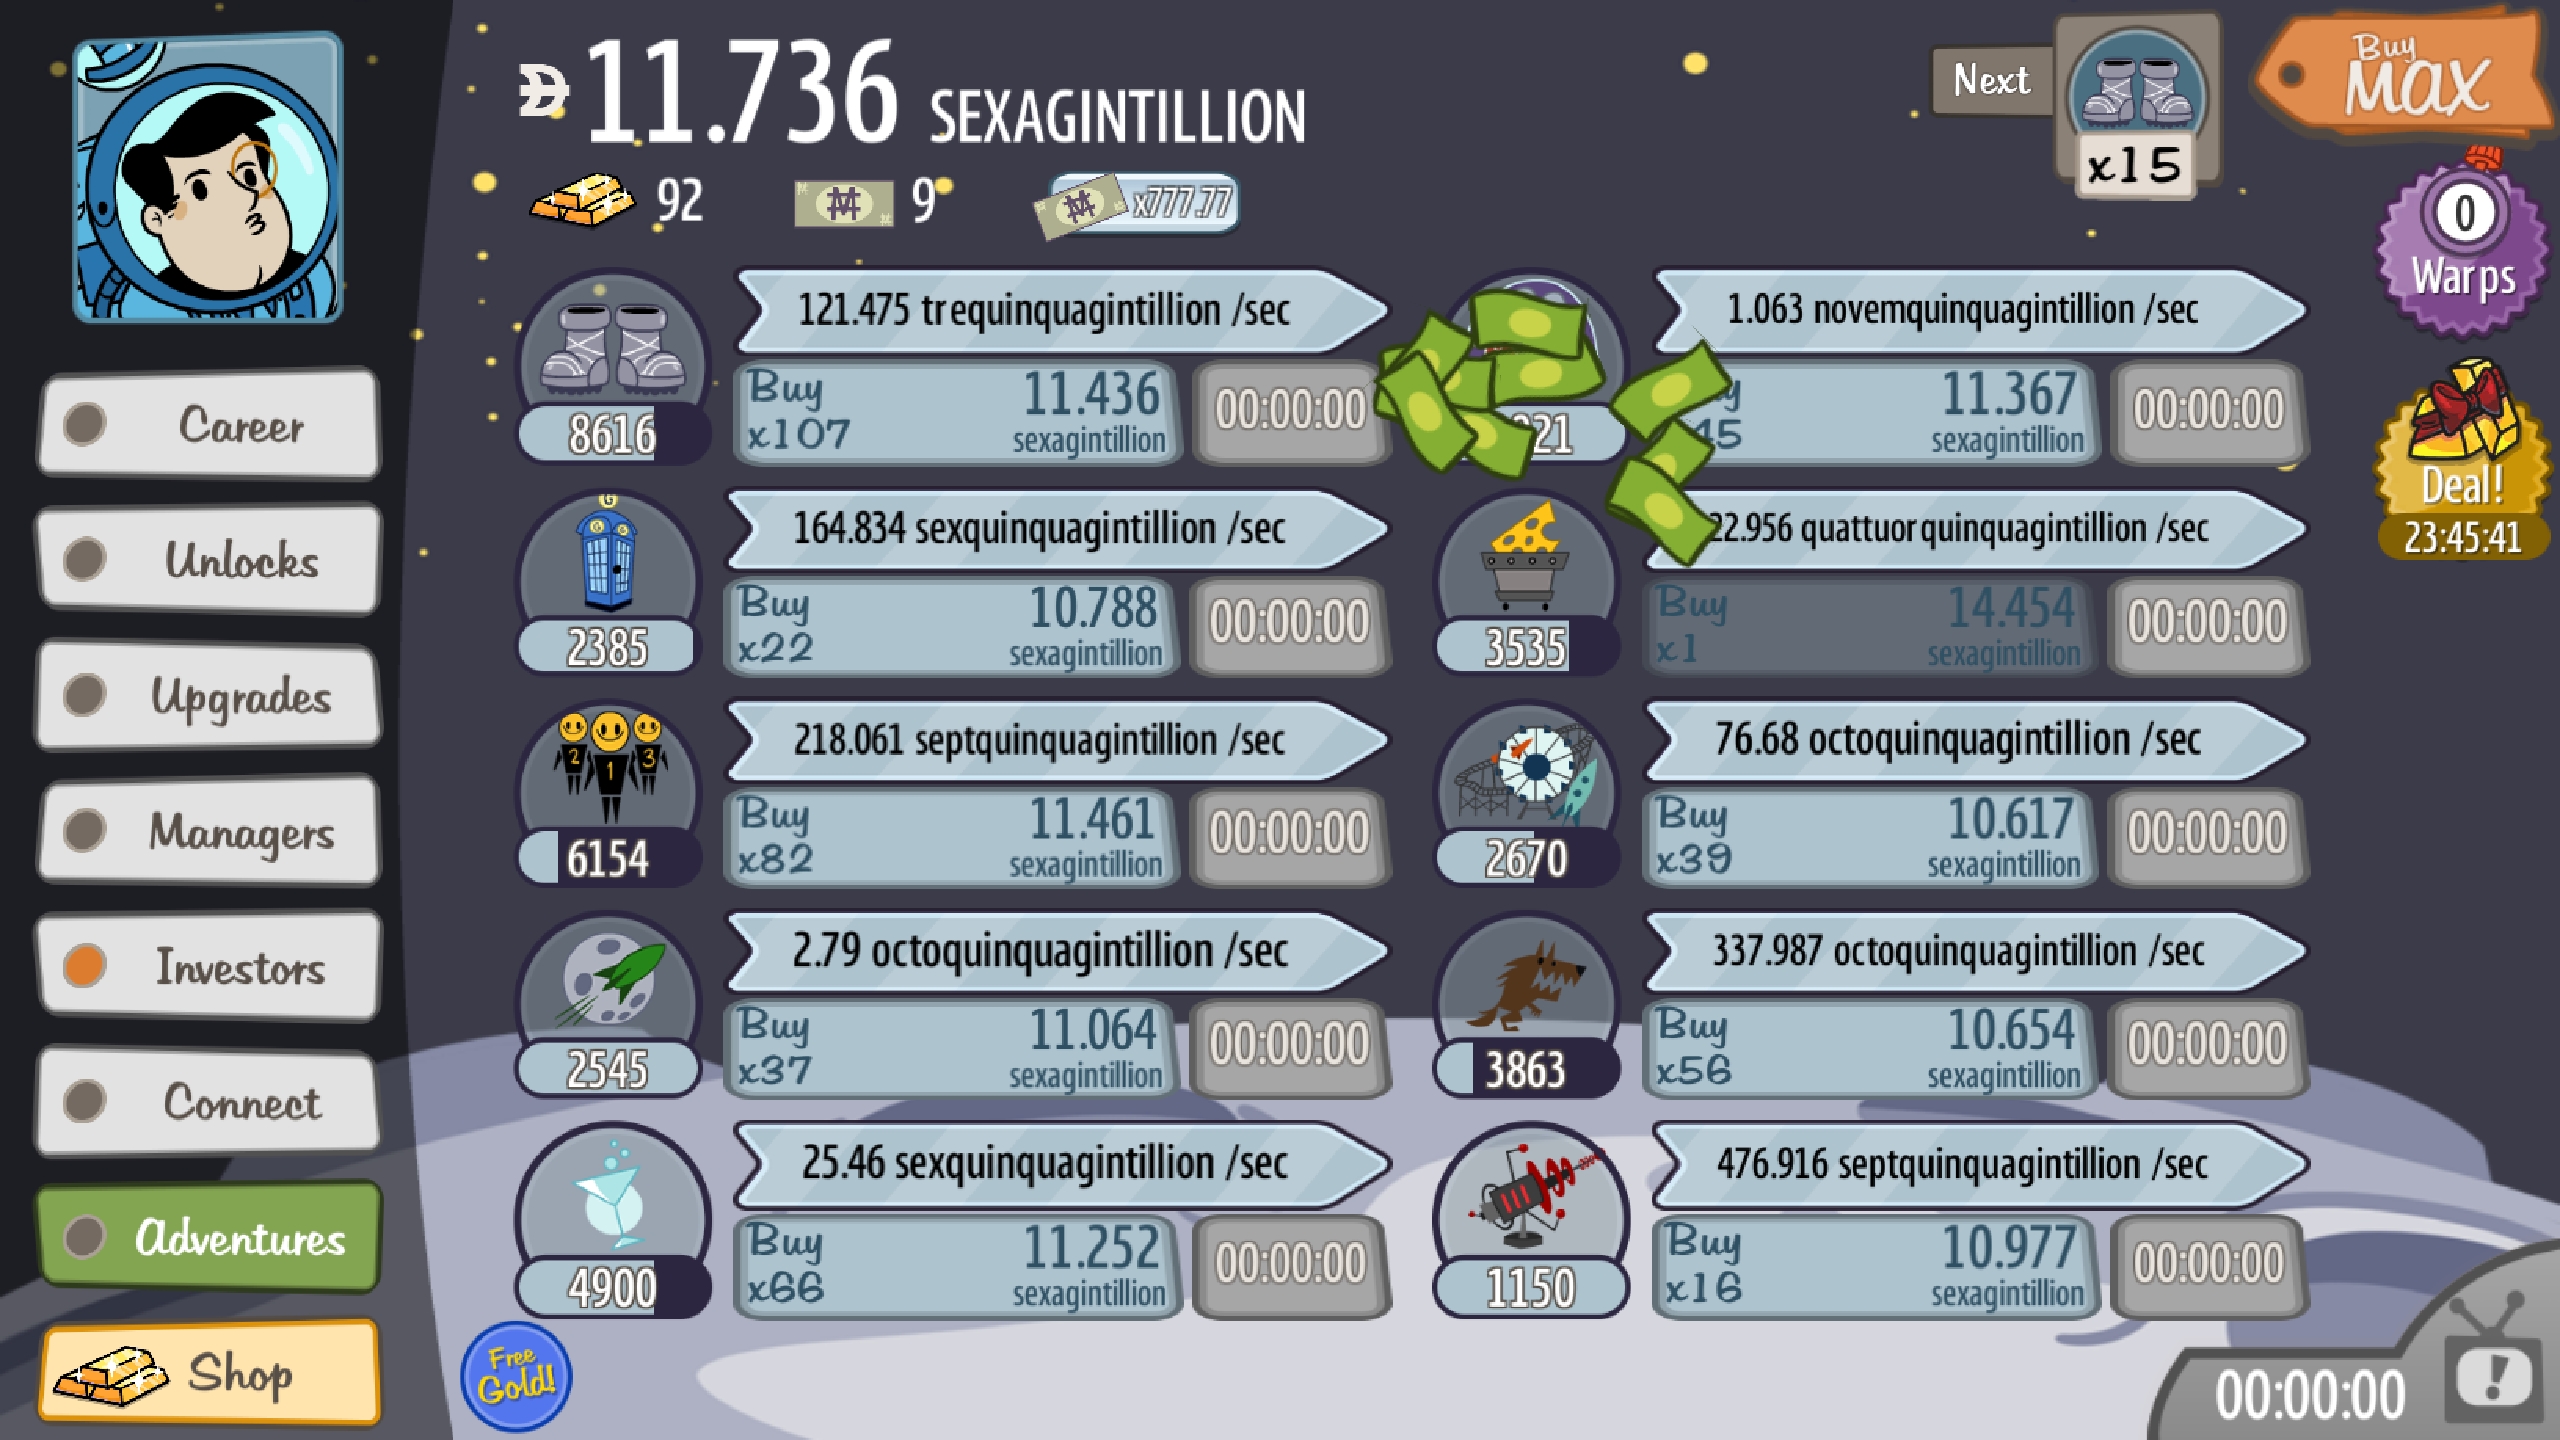 11.736 SEXAGINTILLION
92
9
x777.77
Next
x15
Buy
MAX
0
Warps
Deal!
23:45:41
Career
Unlocks
Upgrades
Managers
Investors
Connect
Adventures
Shop
121.475 trequinquagintillion /sec
8616
Buy
x107
11.436
sexagintillion
00:00:00
1.063 novemquinquagintillion /sec
11.367
sexagintillion
00:00:00
G
164.834 sexquinquagintillion /sec
2385
Buy
x22
10.788
sexagintillion
00:00:00
quattuorquinquagintillion /sec
3535
Buy
x1
14.454
sexagintillion
00:00:00
2 1 3
218.061 septquinquagintillion /sec
6154
Buy
x82
11.461
sexagintillion
00:00:00
76.68 octoquinquagintillion /sec
2670
Buy
x39
10.617
sexagintillion
00:00:00
2.79 octoquinquagintillion /sec
2545
Buy
x37
11.064
sexagintillion
00:00:00
337.987 octoquinquagintillion /sec
3863
Buy
x56
10.654
sexagintillion
00:00:00
25.46 sexquinquagintillion /sec
4900
Buy
x66
11.252
sexagintillion
00:00:00
476.916 septquinquagintillion /sec
1150
Buy
x16
10.977
sexagintillion
00:00:00
Free
Gold!
00:00:00
!